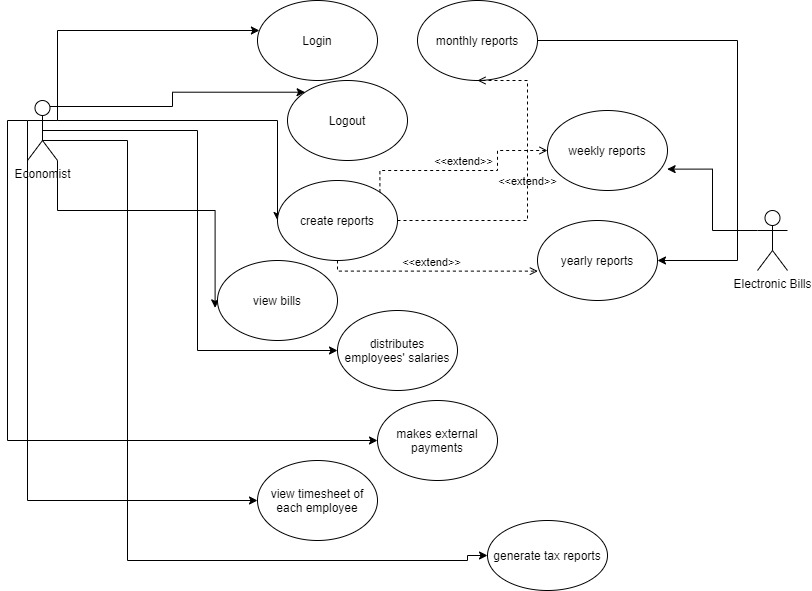 Login
monthly reports
Logout
weekly reports
<<extend>>
<<extend>>
Economist
create reports
<<extend>>
yearly reports
Electronic Bills
view bills
distributes
employees' salaries
makes external
payments
view timesheet of
each employee
generate tax reports